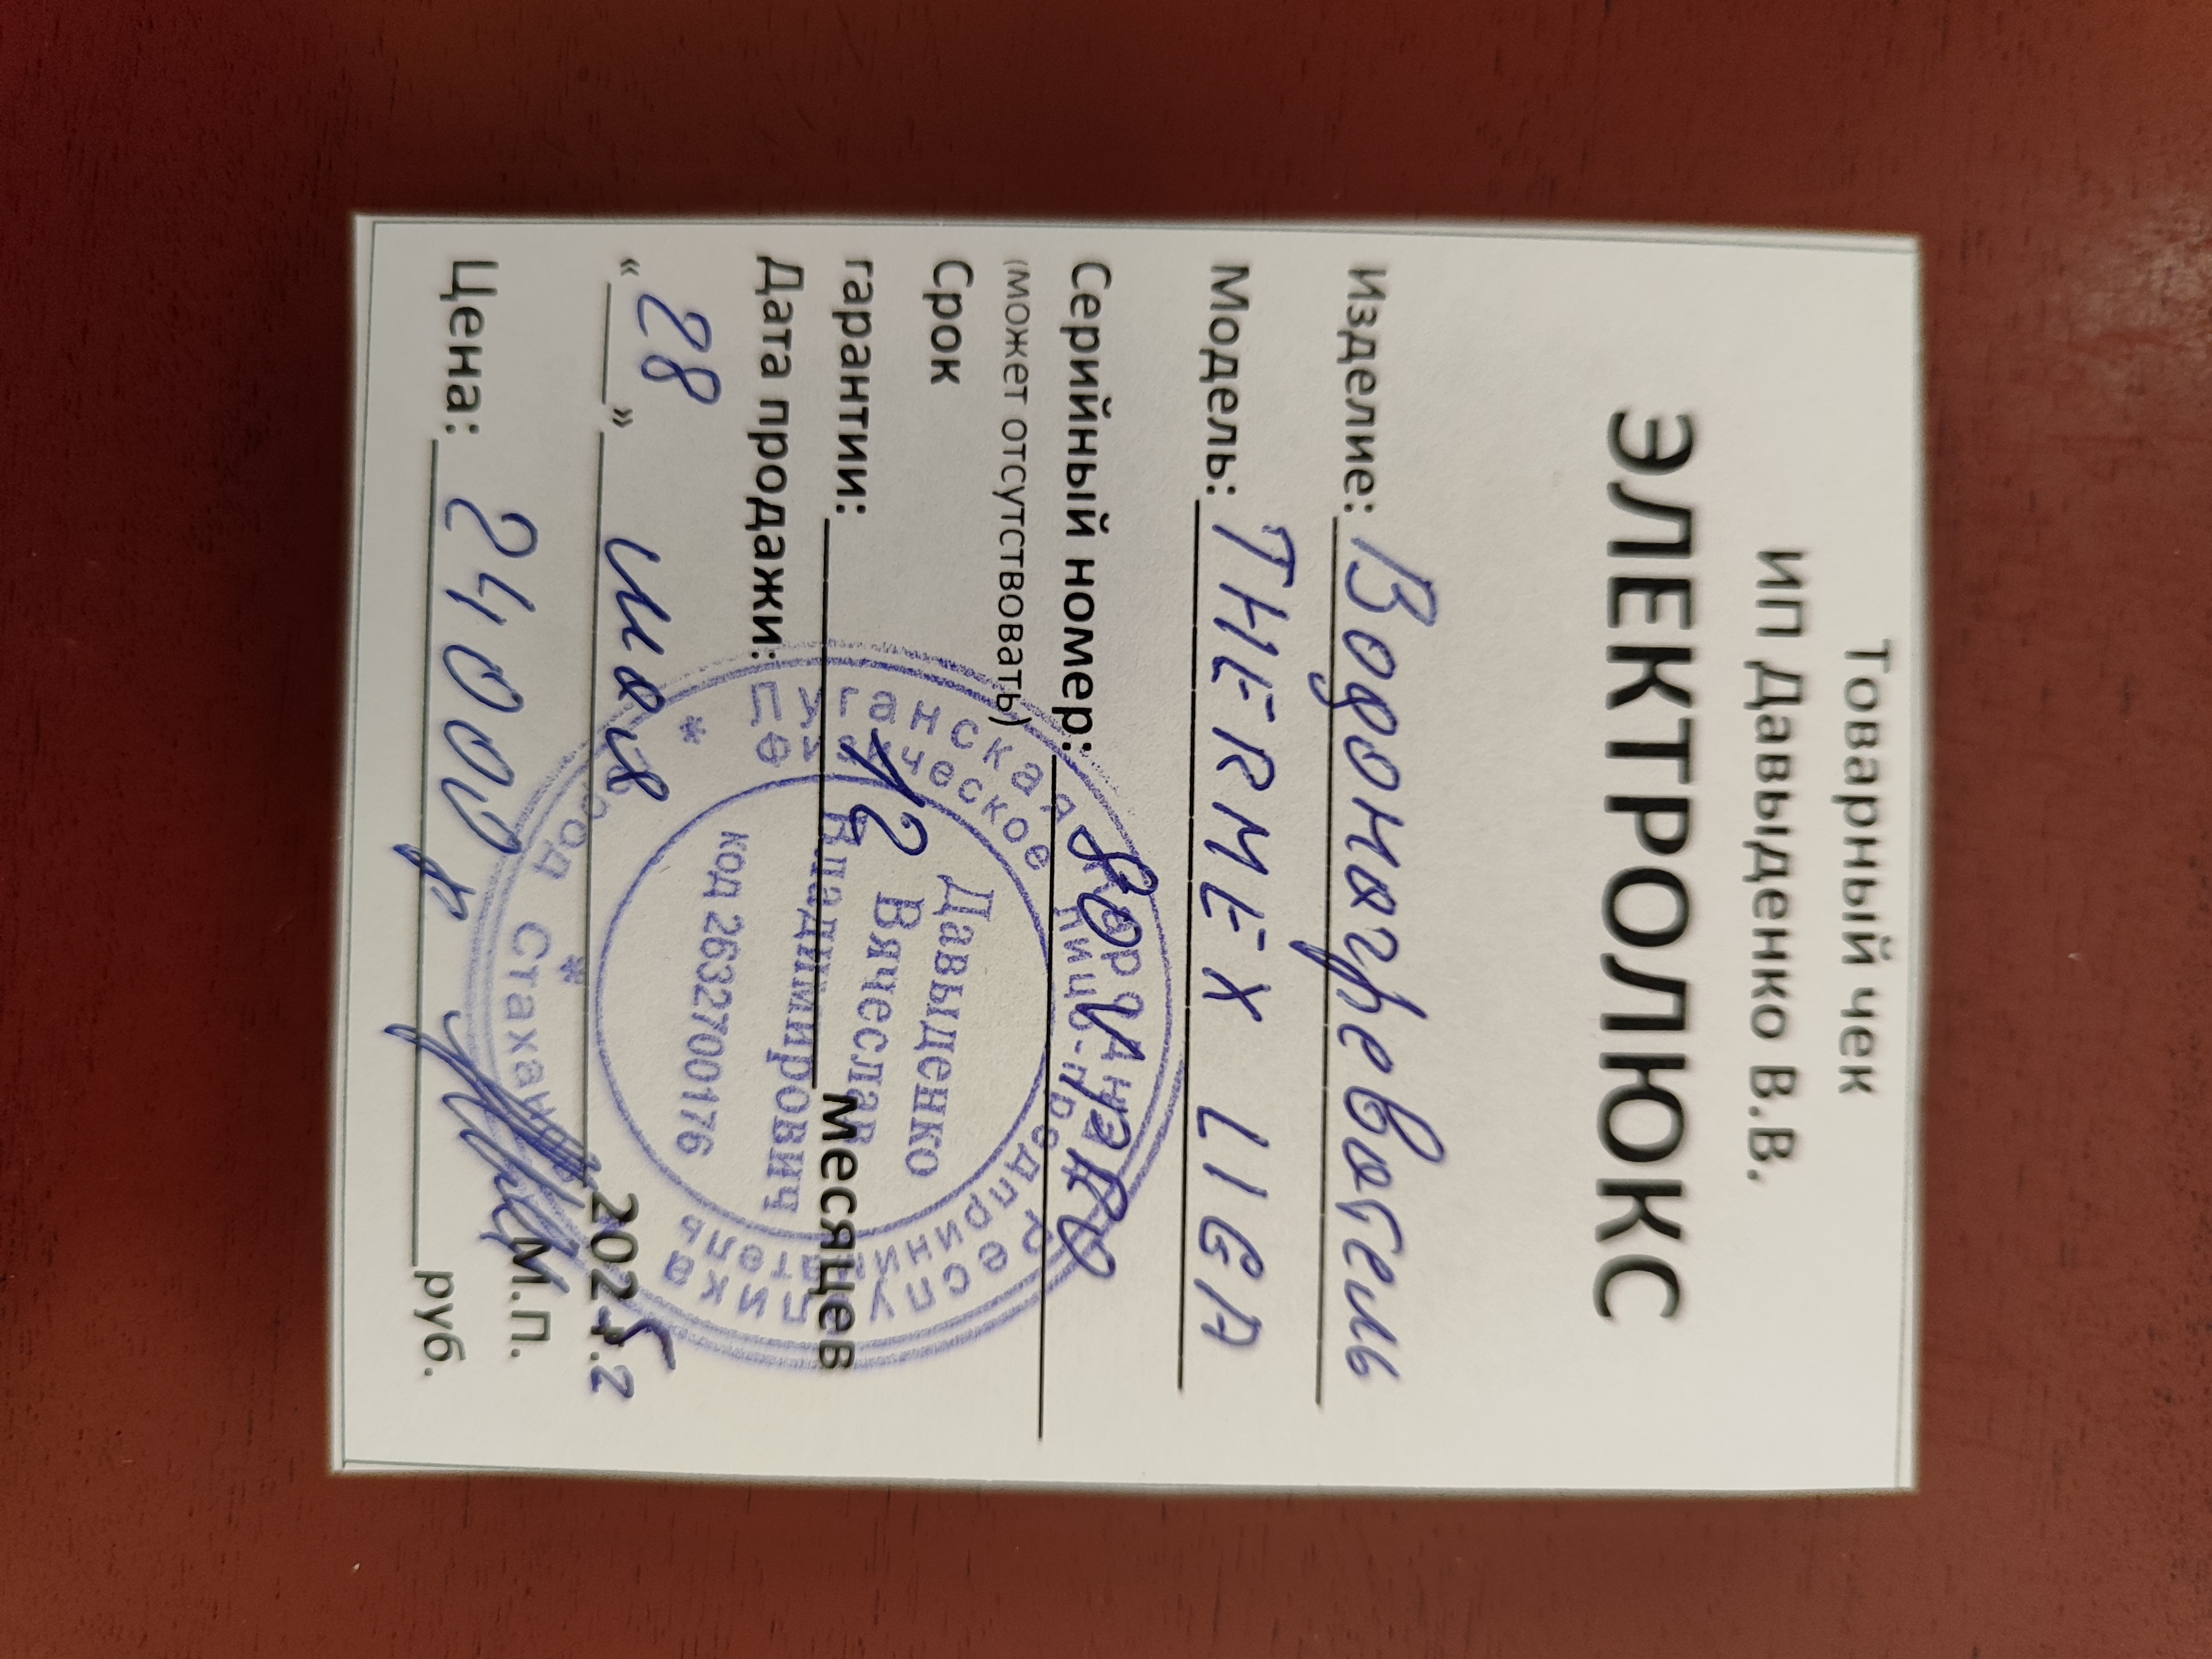 Товарный чек
ИП Давыденко В.В.
ЭЛЕКТРОЛЮКС
Изделие: Водонагреватель
Модель: THERMEX LIGA
Серийный номер: 80V
(может отсутствовать)
Срок
гарантии: 12 месяцев
Дата продажи:
« 28 » мая 2025 г
М.П.
Цена: 24000 р руб.
Луганская Народная Республика
Физическое лицо-предприниматель
Давыденко
Вячеслав
Владимирович
код 2632700176
* город Стаханов *